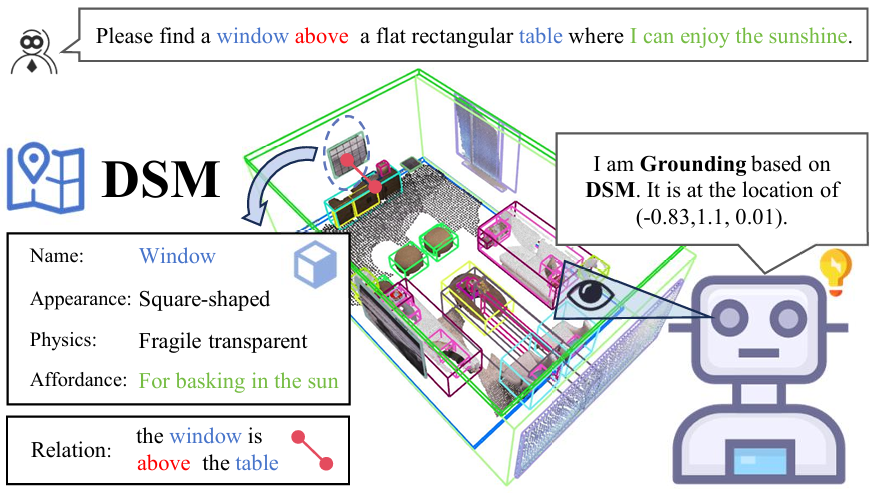 Please find a window above a flat rectangular table where I can enjoy the sunshine.
DSM
I am Grounding based on
DSM. It is at the location of
(-0.83,1.1, 0.01).
Name: Window
Appearance: Square-shaped
Physics: Fragile transparent
Affordance: For basking in the sun
Relation: the window is
above the table